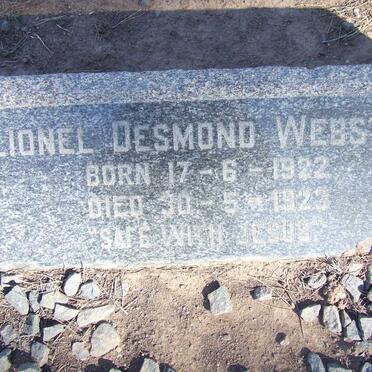 LIONEL DESMOND WEBS
BORN 17-6-1922
DIED 30-5-1923
"SAFE WITH JESUS"